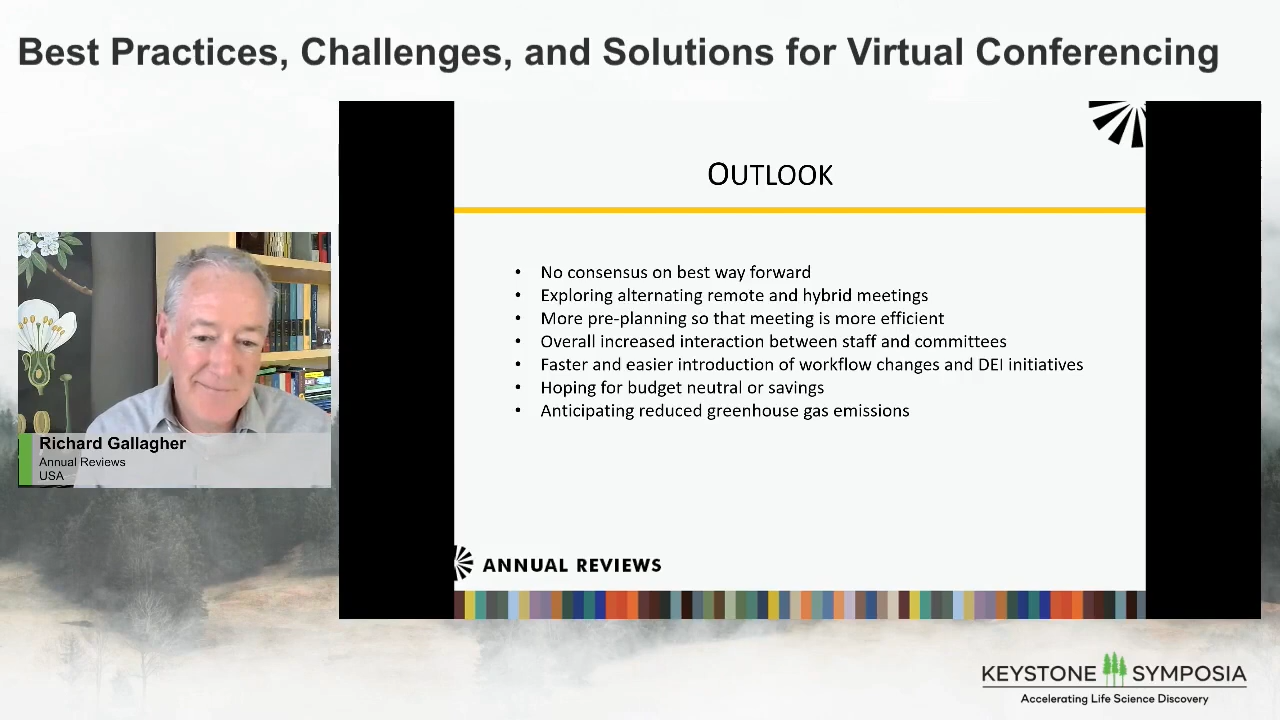 Best Practices, Challenges, and Solutions for Virtual Conferencing
OUTLOOK
• No consensus on best way forward
• Exploring alternating remote and hybrid meetings
• More pre-planning so that meeting is more efficient
• Overall increased interaction between staff and committees
• Faster and easier introduction of workflow changes and DEI initiatives
• Hoping for budget neutral or savings
• Anticipating reduced greenhouse gas emissions
ANNUAL REVIEWS
Richard Gallagher
Annual Reviews
USA
KEYSTONE SYMPOSIA
Accelerating Life Science Discovery